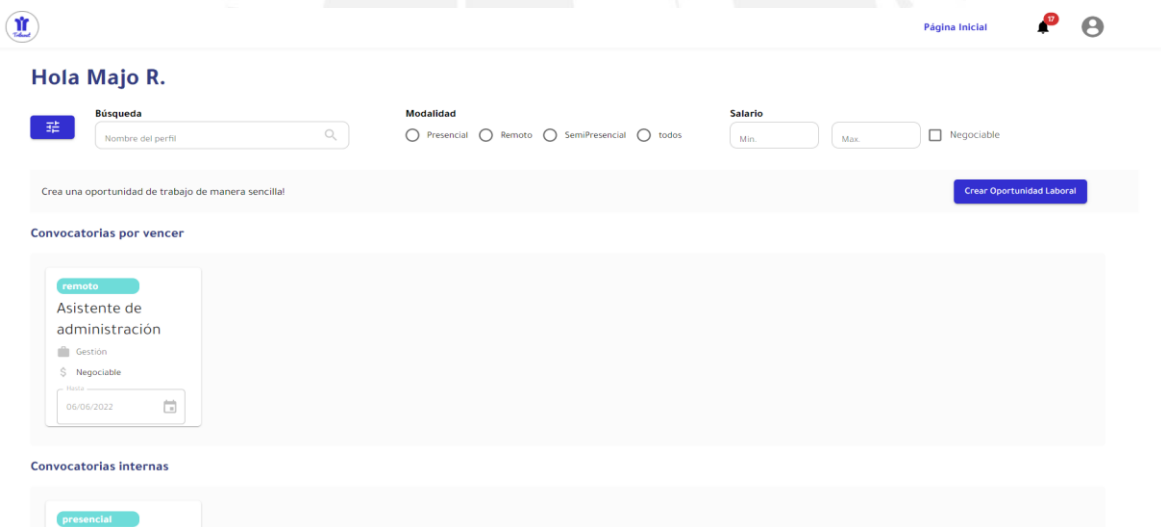 Página Inicial
17
Hola Majo R.
Búsqueda
Nombre del perfil
Modalidad
Presencial
Remoto
SemiPresencial
todos
Salario
Min.
Max.
Negociable
Crea una oportunidad de trabajo de manera sencilla!
Crear Oportunidad Laboral
Convocatorias por vencer
remoto
Asistente de
administración
Gestión
$ Negociable
Hasta
06/06/2022
Convocatorias internas
presencial